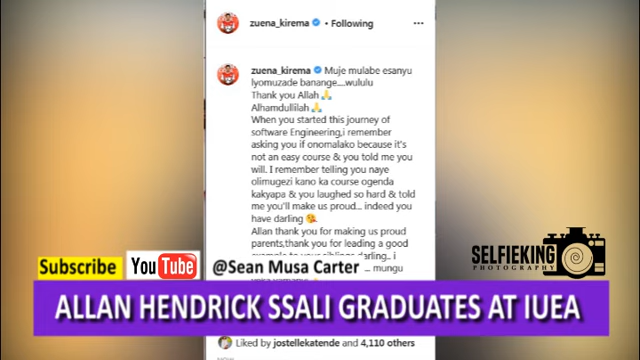 zuena_kirema • Following
zuena_kirema Muje mulabe esanyu
lyomuzade banange....wululu
Thank you Allah 🙏
Alhamdullilah 🙏
When you started this journey of
software Engineering,i remember
asking you if onomalako because it's
not an easy course & you told me you
will. I remember telling you naye
olimugezi kano ka course ogenda
kakyapa & you laughed so hard & told
me you'll make us proud... indeed you
have darling 😘
Allan thank you for making us proud
parents,thank you for leading a good
example to your siblings darling.. i
... mungu
Subscribe
YouTube
@Sean Musa Carter
SELFIEKING
PHOTOGRAPHY
ALLAN HENDRICK SSALI GRADUATES AT IUEA
Liked by jostellekatende and 4,110 others